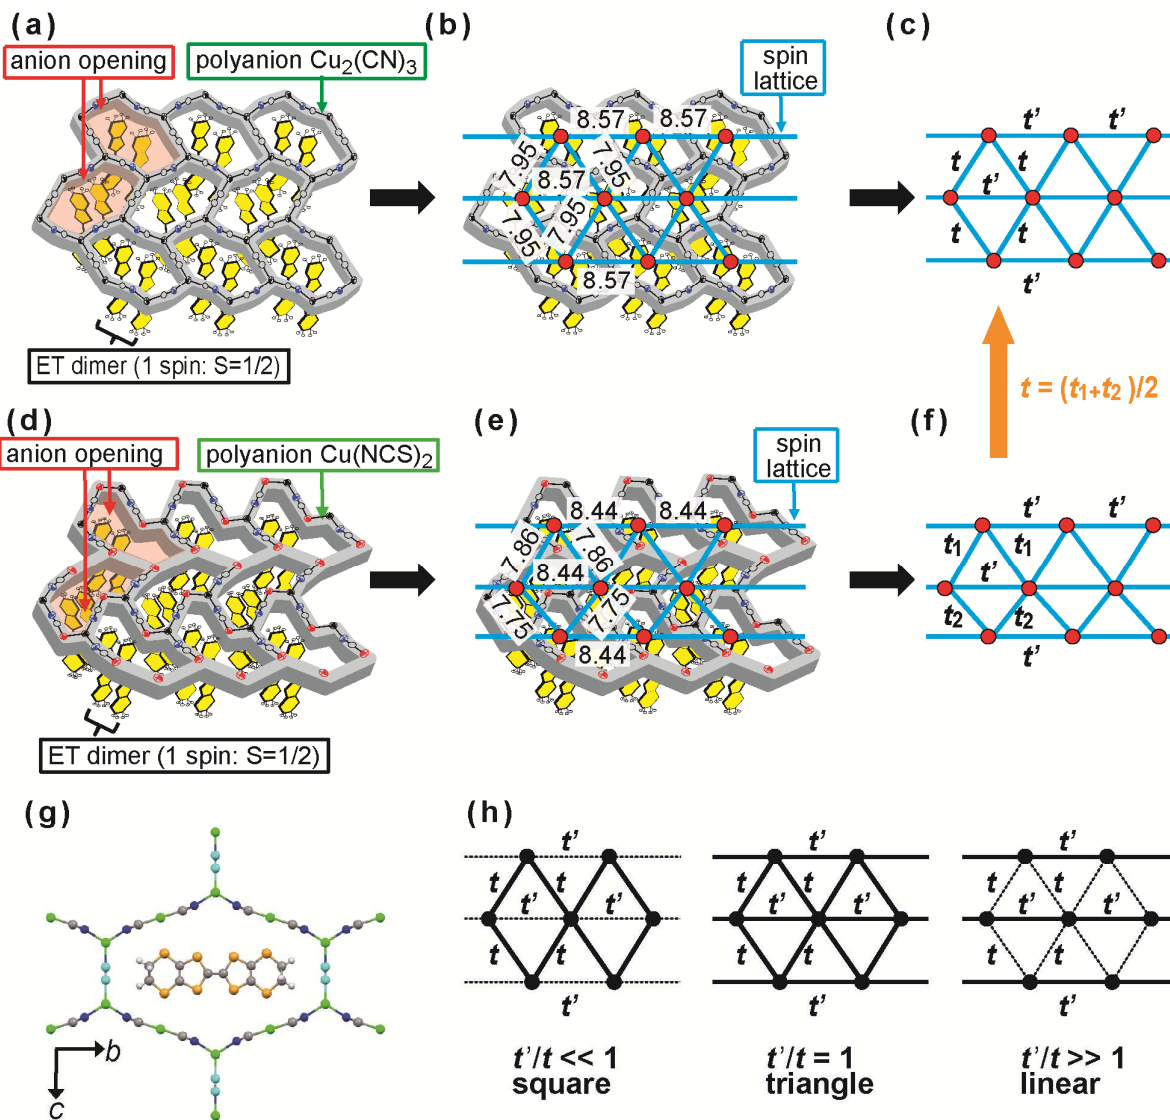 (a)
anion opening
polyanion Cu2(CN)3
ET dimer (1 spin: S=1/2)
(b)
spin
lattice
8.57
8.57
7.95
8.57
7.95
7.95
7.95
8.57
(c)
t'
t
t
t'
t
t
t'
t = (t1+t2)/2
(d)
anion opening
polyanion Cu(NCS)2
ET dimer (1 spin: S=1/2)
(e)
spin
lattice
8.44
8.44
7.86
7.86
8.44
7.75
7.75
8.44
(f)
t'
t'
t1
t1
t'
t2
t2
t'
(g)
b
c
(h)
t'
t
t
t'
t'
t
t
t'
t'/t << 1
square
t'
t
t
t'
t'
t
t
t'
t'/t = 1
triangle
t'
t
t
t'
t'
t
t
t'
t'/t >> 1
linear